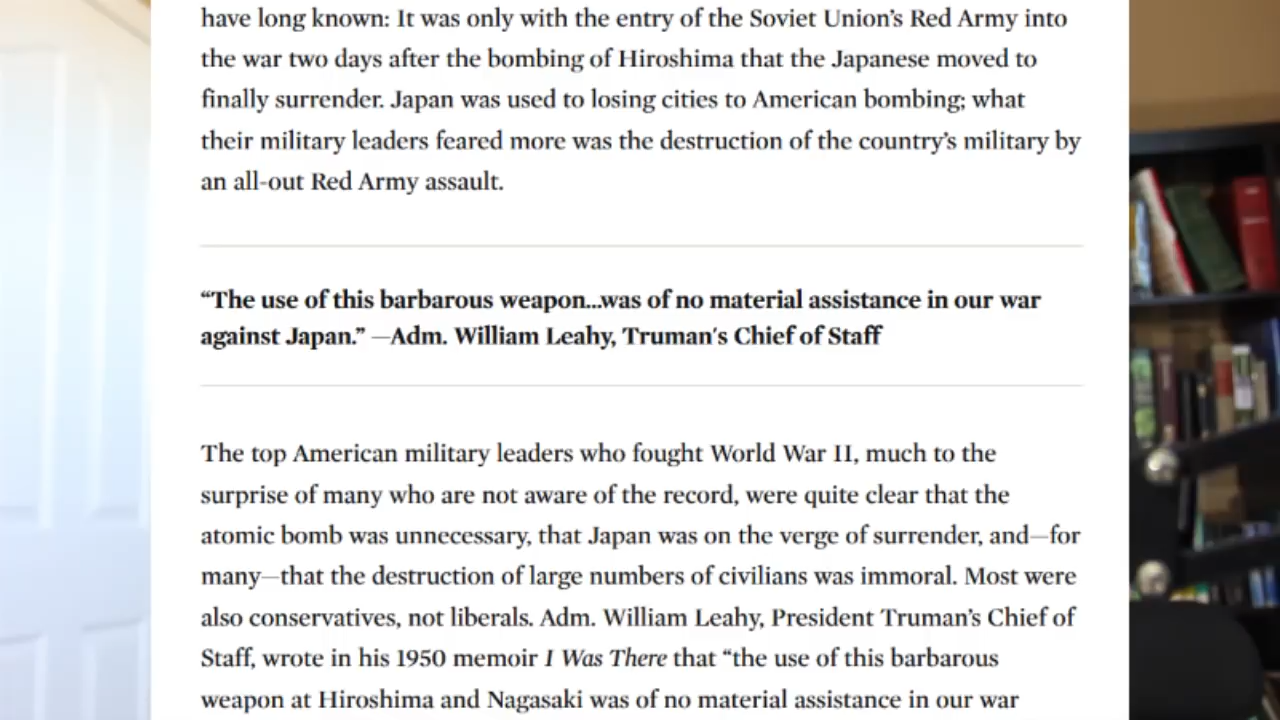 have long known: It was only with the entry of the Soviet Union’s Red Army into
the war two days after the bombing of Hiroshima that the Japanese moved to
finally surrender. Japan was used to losing cities to American bombing; what
their military leaders feared more was the destruction of the country’s military by
an all-out Red Army assault.
“The use of this barbarous weapon...was of no material assistance in our war
against Japan.” —Adm. William Leahy, Truman's Chief of Staff
The top American military leaders who fought World War II, much to the
surprise of many who are not aware of the record, were quite clear that the
atomic bomb was unnecessary, that Japan was on the verge of surrender, and—for
many—that the destruction of large numbers of civilians was immoral. Most were
also conservatives, not liberals. Adm. William Leahy, President Truman’s Chief of
Staff, wrote in his 1950 memoir I Was There that “the use of this barbarous
weapon at Hiroshima and Nagasaki was of no material assistance in our war